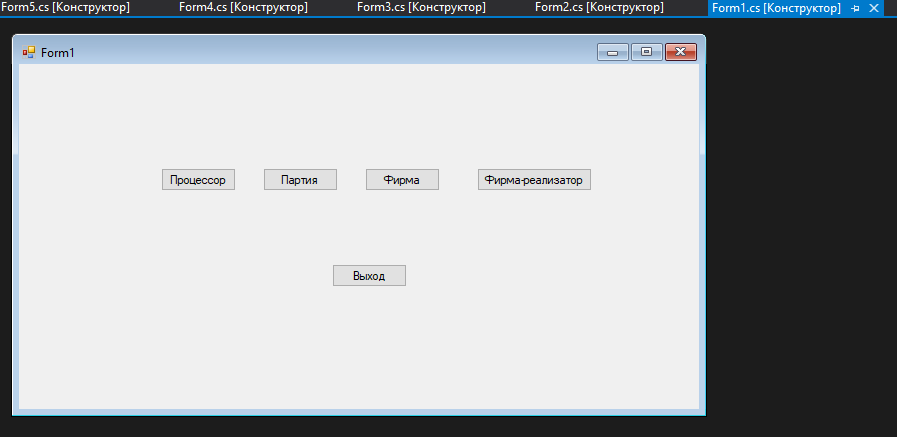 Form5.cs [Конструктор] Form4.cs [Конструктор] Form3.cs [Конструктор] Form2.cs [Конструктор] Form1.cs [Конструктор]
Form1
Процессор Партия Фирма Фирма-реализатор
Выход